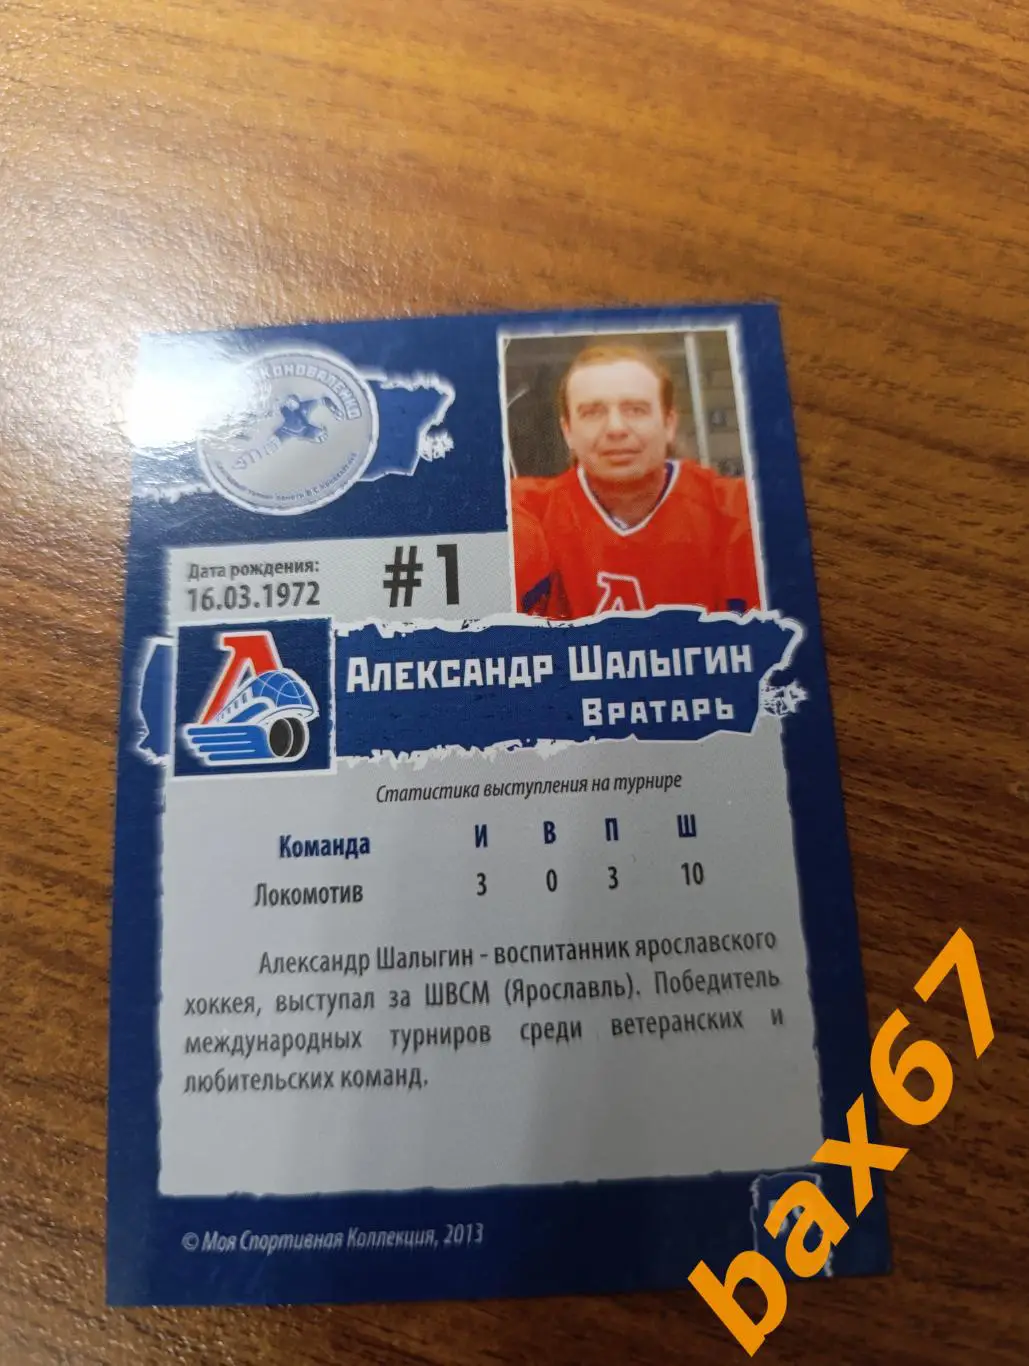 КОНОВАЛЕНКО
Дата рождения:
16.03.1972
#1
Александр Шалыгин
Вратарь
Статистика выступления на турнире
Команда И В П Ш
Локомотив 3 0 3 10
Александр Шалыгин - воспитанник ярославского
хоккея, выступал за ШВСМ (Ярославль). Победитель
международных турниров среди ветеранских и
любительских команд.
© Моя Спортивная Коллекция, 2013
bax67